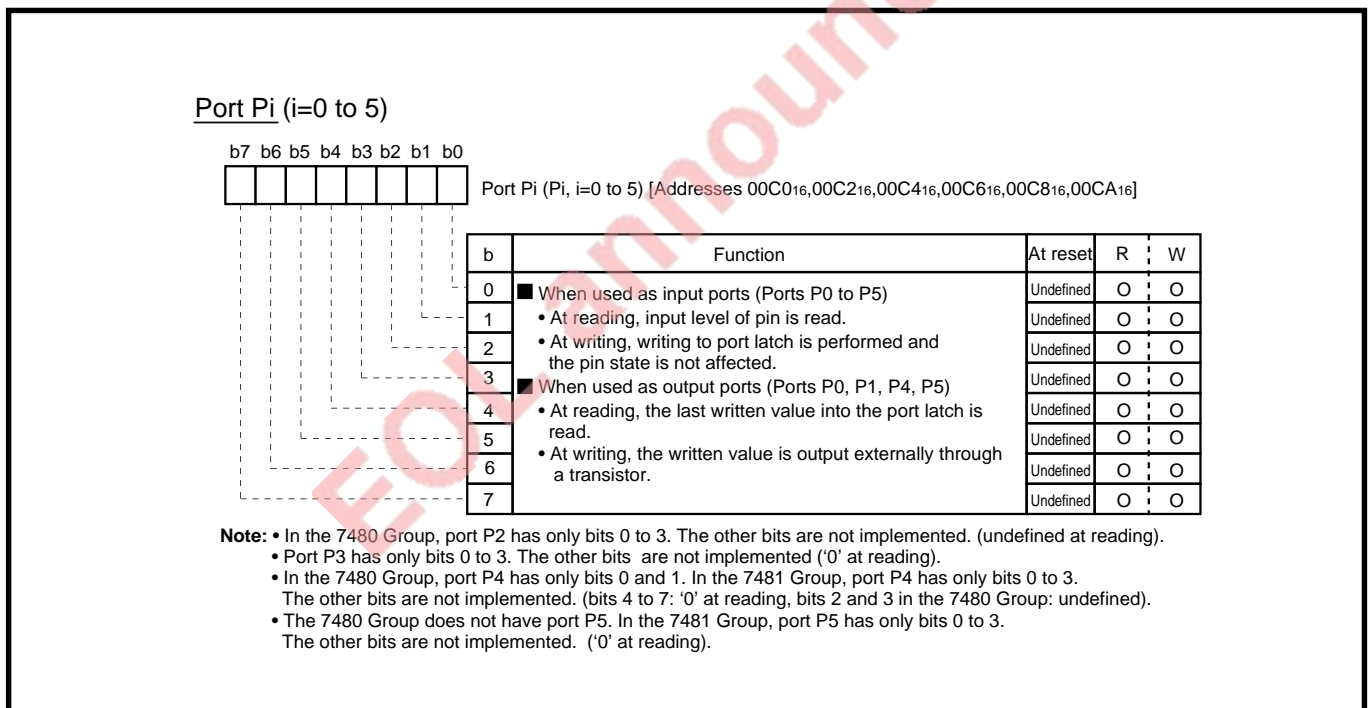 EOL announ
Port Pi (i=0 to 5)
b7 b6 b5 b4 b3 b2 b1 b0
Port Pi (Pi, i=0 to 5) [Addresses 00C016,00C216,00C416,00C616,00C816,00CA16]
b Function At reset R W
0 ■ When used as input ports (Ports P0 to P5) Undefined O O
1 • At reading, input level of pin is read. Undefined O O
2 • At writing, writing to port latch is performed and Undefined O O
the pin state is not affected.
3 ■ When used as output ports (Ports P0, P1, P4, P5) Undefined O O
4 • At reading, the last written value into the port latch is Undefined O O
5 read. Undefined O O
6 • At writing, the written value is output externally through Undefined O O
a transistor.
7 Undefined O O
Note: • In the 7480 Group, port P2 has only bits 0 to 3. The other bits are not implemented. (undefined at reading).
• Port P3 has only bits 0 to 3. The other bits are not implemented (‘0’ at reading).
• In the 7480 Group, port P4 has only bits 0 and 1. In the 7481 Group, port P4 has only bits 0 to 3.
The other bits are not implemented. (bits 4 to 7: ‘0’ at reading, bits 2 and 3 in the 7480 Group: undefined).
• The 7480 Group does not have port P5. In the 7481 Group, port P5 has only bits 0 to 3.
The other bits are not implemented. (‘0’ at reading).